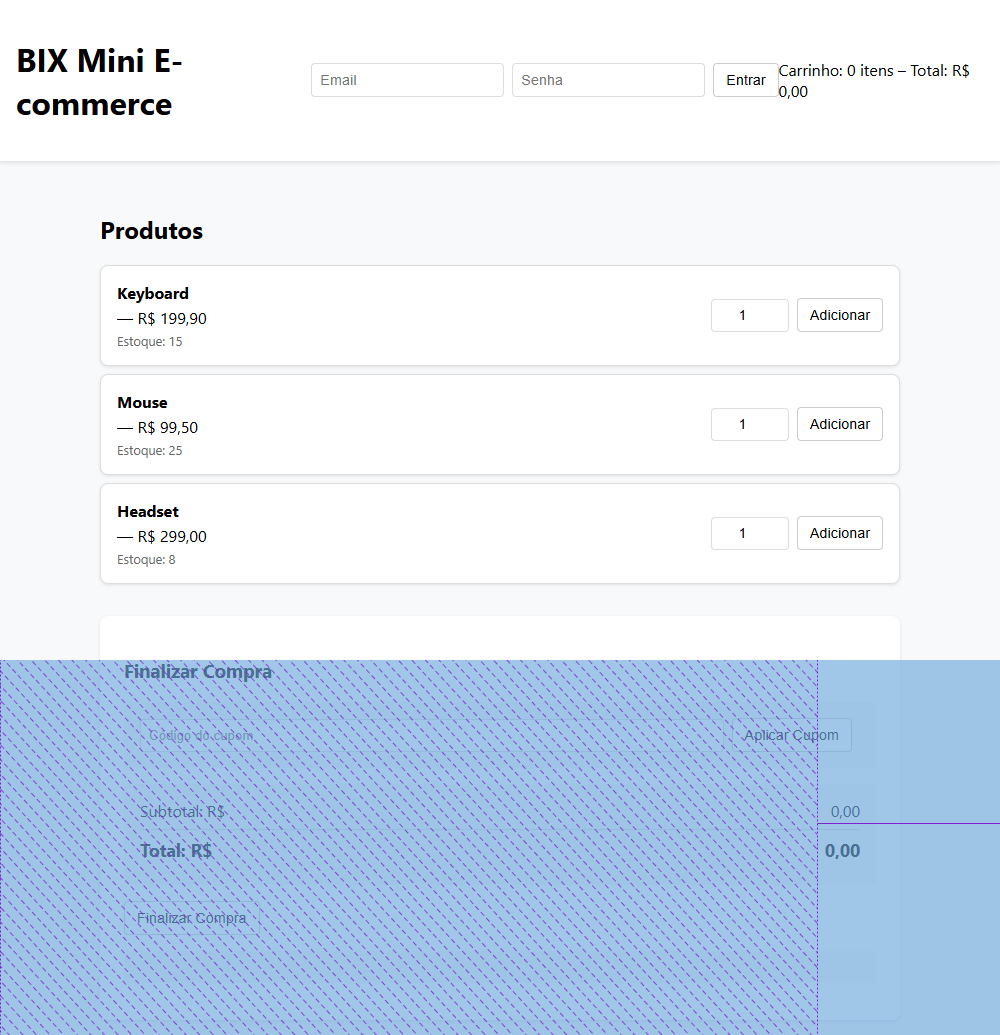 BIX Mini E-
commerce
Email
Senha
Entrar
Carrinho: 0 itens – Total: R$
0,00
Produtos
Keyboard
— R$ 199,90
Estoque: 15
1
Adicionar
Mouse
— R$ 99,50
Estoque: 25
1
Adicionar
Headset
— R$ 299,00
Estoque: 8
1
Adicionar
Finalizar Compra
Código do cupom
Aplicar Cupom
Subtotal: R$ 0,00
Total: R$ 0,00
Finalizar Compra